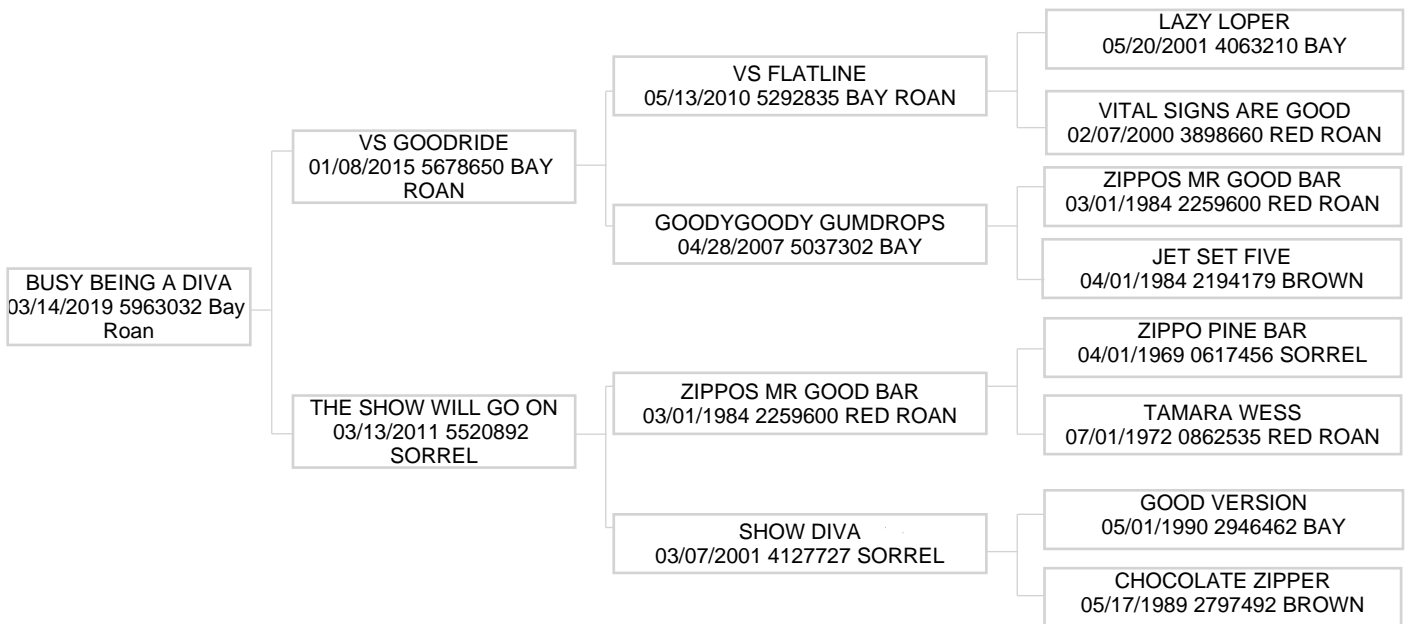 BUSY BEING A DIVA
03/14/2019 5963032 Bay
Roan
VS GOODRIDE
01/08/2015 5678650 BAY
ROAN
THE SHOW WILL GO ON
03/13/2011 5520892
SORREL
VS FLATLINE
05/13/2010 5292835 BAY ROAN
GOODYGOODY GUMDROPS
04/28/2007 5037302 BAY
ZIPPOS MR GOOD BAR
03/01/1984 2259600 RED ROAN
SHOW DIVA
03/07/2001 4127727 SORREL
LAZY LOPER
05/20/2001 4063210 BAY
VITAL SIGNS ARE GOOD
02/07/2000 3898660 RED ROAN
ZIPPOS MR GOOD BAR
03/01/1984 2259600 RED ROAN
JET SET FIVE
04/01/1984 2194179 BROWN
ZIPPO PINE BAR
04/01/1969 0617456 SORREL
TAMARA WESS
07/01/1972 0862535 RED ROAN
GOOD VERSION
05/01/1990 2946462 BAY
CHOCOLATE ZIPPER
05/17/1989 2797492 BROWN